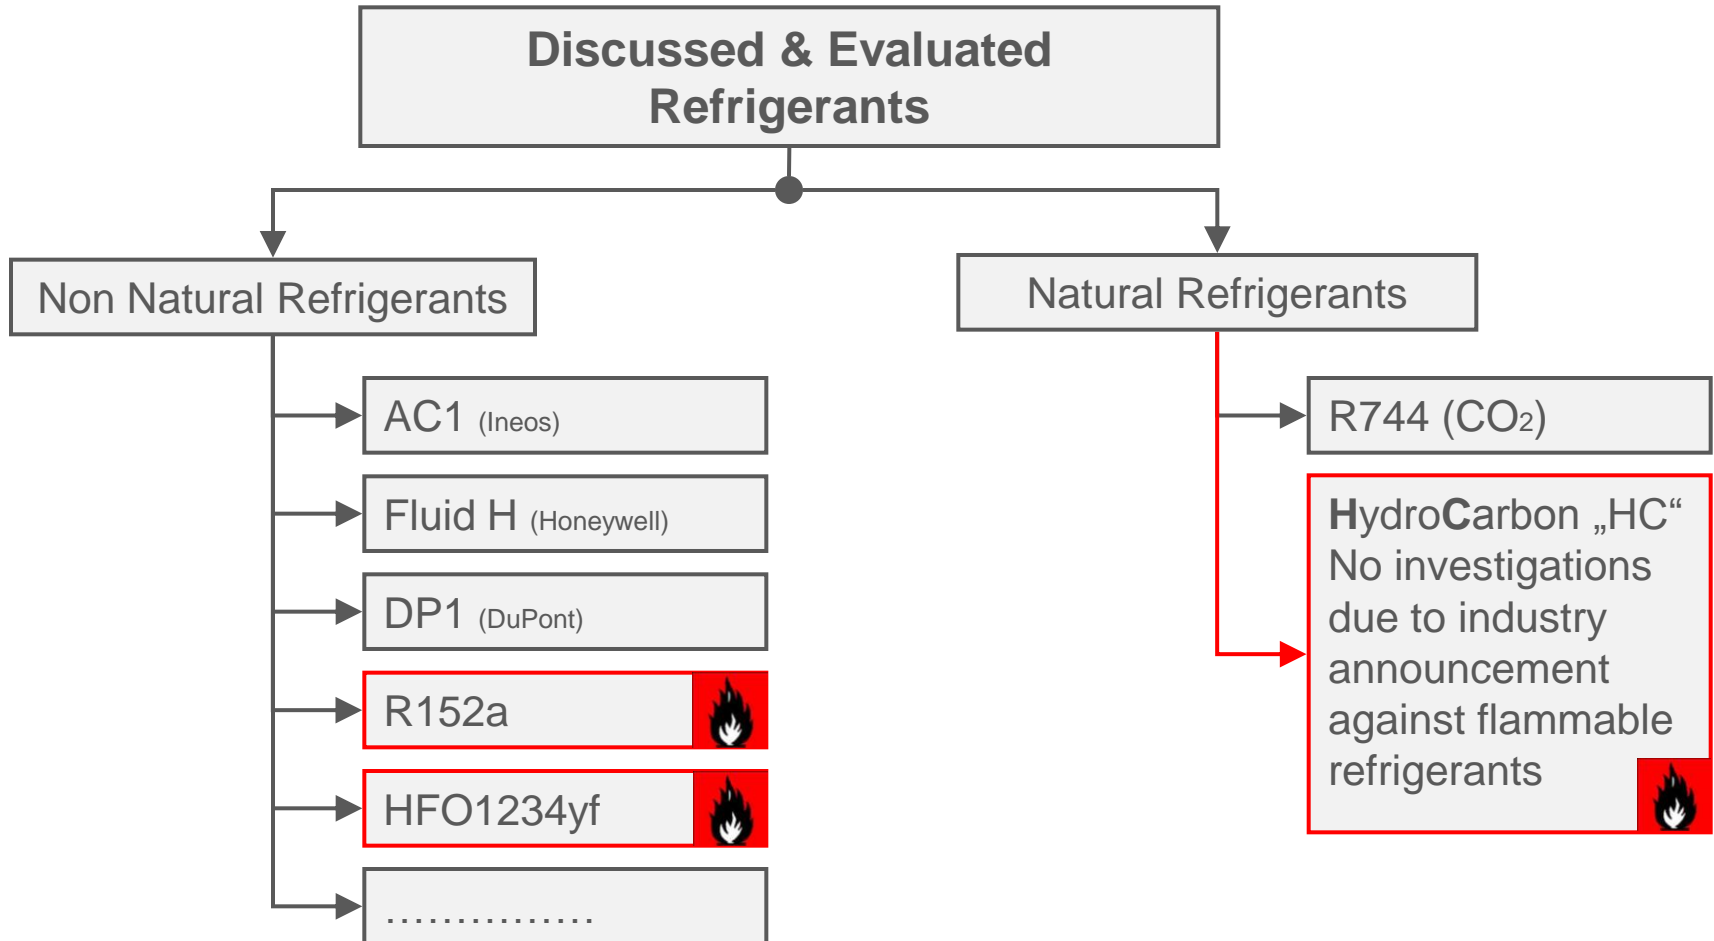 Discussed & Evaluated
Refrigerants
Non Natural Refrigerants
AC1 (Ineos)
Fluid H (Honeywell)
DP1 (DuPont)
R152a
HFO1234yf
...............
Natural Refrigerants
R744 (CO₂)
HydroCarbon „HC“
No investigations
due to industry
announcement
against flammable
refrigerants